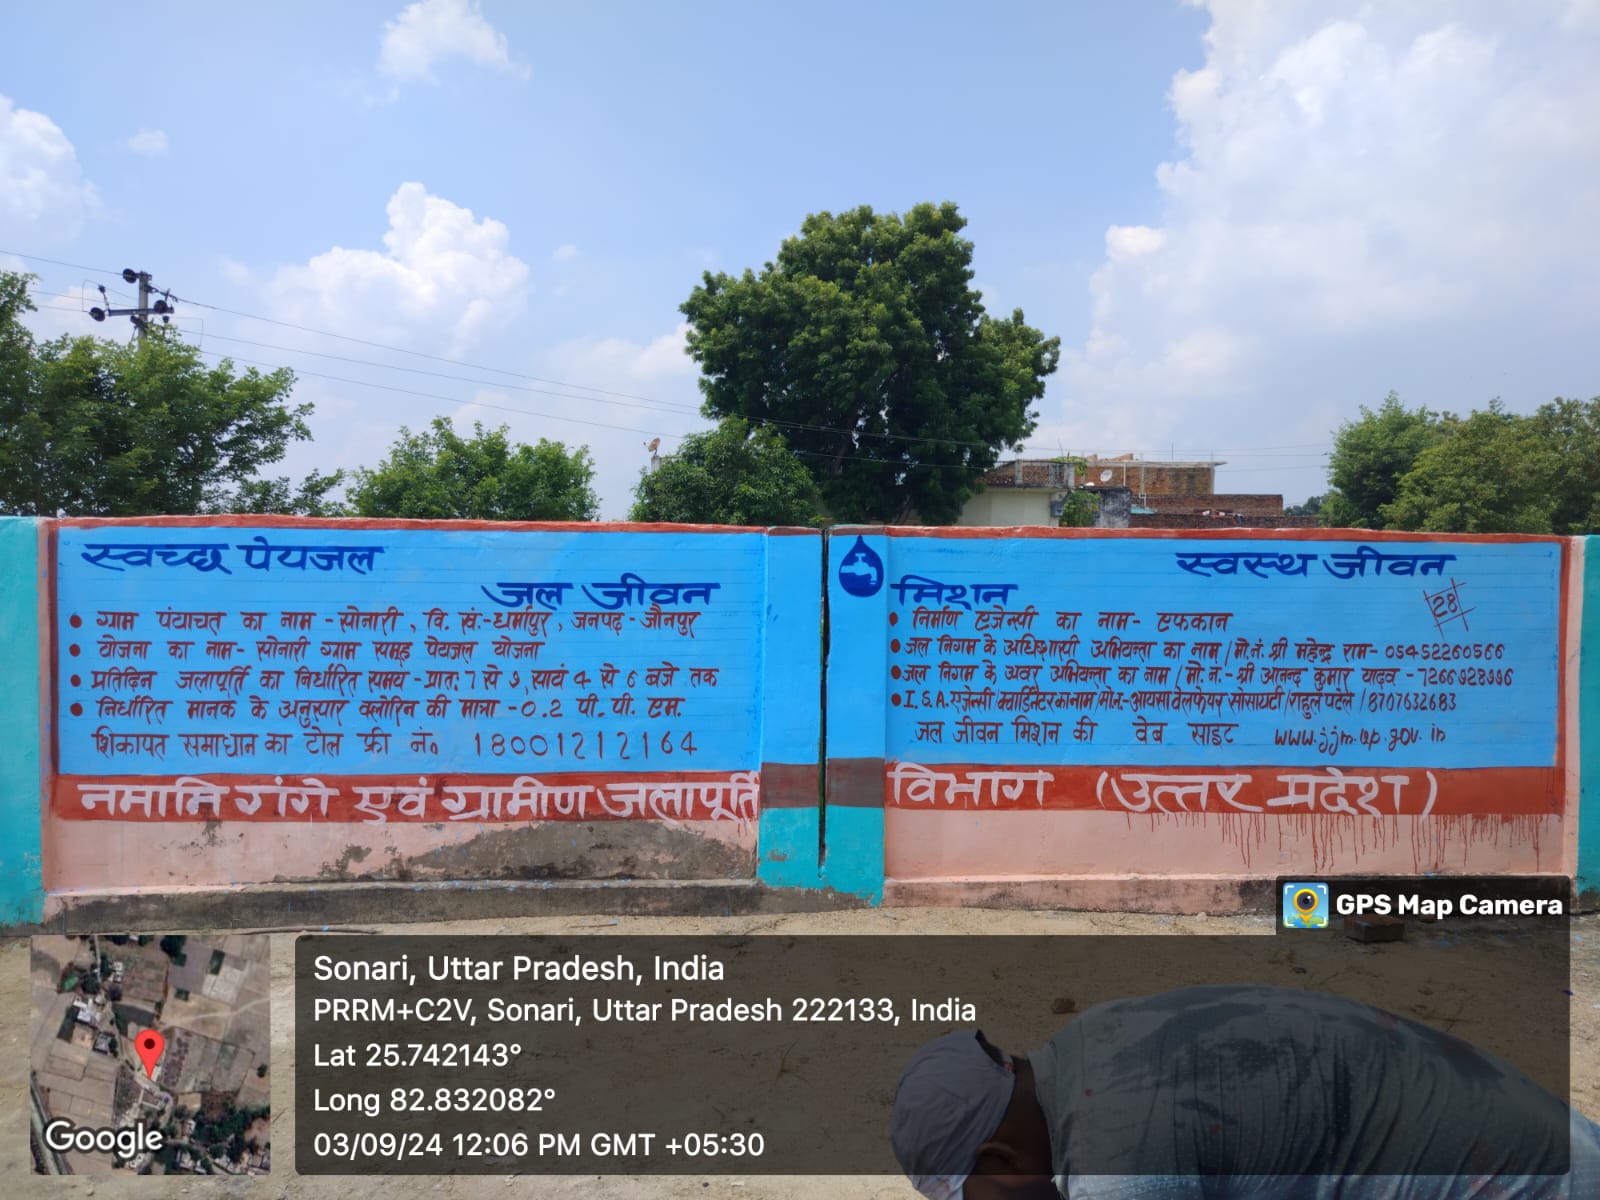 स्वच्छ पेयजल
जल जीवन
• ग्राम पंचायत का नाम - सोनारी, वि. खं.- धर्मापुर, जनपद - जौनपुर
• योजना का नाम - सोनारी ग्राम समूह पेयजल योजना
• प्रतिदिन जलापूर्ति का निर्धारित समय - प्रातः 7 से 9, सायं 4 से 6 बजे तक
• निर्धारित मानक के अनुसार क्लोरिन की मात्रा - 0.2 पी. पी. एम.
शिकायत समाधान का टोल फ्री नं० 18001212164
नमामि गंगे एवं ग्रामीण जलापूर्ति
स्वस्थ जीवन
मिशन
28
• निर्माण एजेन्सी का नाम - एफकान
• जल निगम के अधिशासी अभियन्ता का नाम / मो.नं. श्री महेन्द्र राम - 05452260566
• जल निगम के अवर अभियन्ता का नाम / मो. नं. - श्री आनन्द कुमार यादव -
• I.S.A. एजेन्सी / क्वार्डिनेटर का नाम / मो.न.- आयसा वेलफेयर सोसायटी / राहुल पटेल / 8707632683
जल जीवन मिशन की वेब साइट www.jjm.up.gov.in
विभाग (उत्तर प्रदेश)
GPS Map Camera
Sonari, Uttar Pradesh, India
PRRM+C2V, Sonari, Uttar Pradesh 222133, India
Lat 25.742143°
Long 82.832082°
03/09/24 12:06 PM GMT +05:30
Google